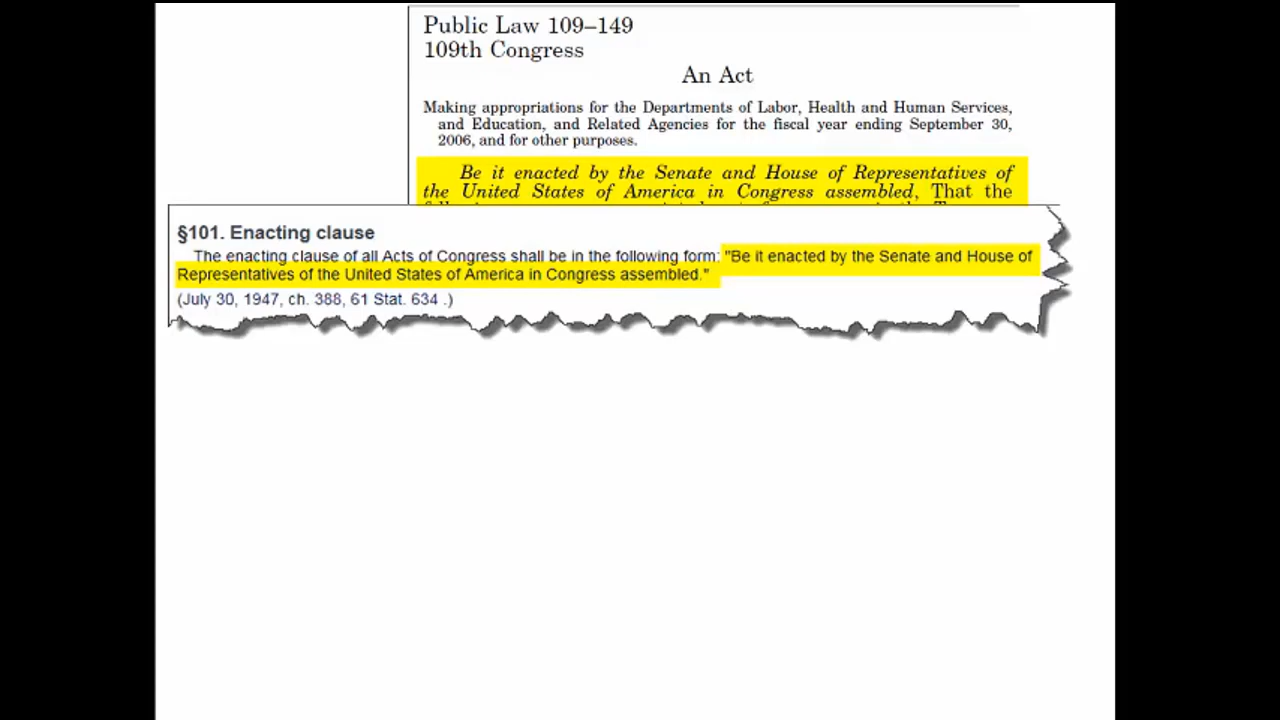 Public Law 109–149
109th Congress
An Act
Making appropriations for the Departments of Labor, Health and Human Services,
and Education, and Related Agencies for the fiscal year ending September 30,
2006, and for other purposes.
Be it enacted by the Senate and House of Representatives of
the United States of America in Congress assembled, That the
§101. Enacting clause
The enacting clause of all Acts of Congress shall be in the following form: "Be it enacted by the Senate and House of
Representatives of the United States of America in Congress assembled."
(July 30, 1947, ch. 388, 61 Stat. 634 .)